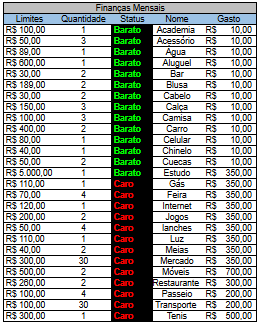 Finanças Mensais
Limites Quantidade Status Nome Gasto
R$ 100,00 1 Barato Academia R$ 10,00
R$ 50,00 3 Barato Acessório R$ 10,00
R$ 89,00 1 Barato Água R$ 10,00
R$ 600,00 1 Barato Aluguel R$ 10,00
R$ 30,00 2 Barato Bar R$ 10,00
R$ 189,00 2 Barato Blusa R$ 10,00
R$ 30,00 2 Barato Cabelo R$ 10,00
R$ 150,00 3 Barato Calça R$ 10,00
R$ 100,00 3 Barato Camisa R$ 10,00
R$ 400,00 2 Barato Carro R$ 10,00
R$ 80,00 1 Barato Celular R$ 10,00
R$ 40,00 1 Barato Chinelo R$ 10,00
R$ 50,00 2 Barato Cuecas R$ 10,00
R$ 5.000,00 1 Barato Estudo R$ 350,00
R$ 110,00 1 Caro Gás R$ 350,00
R$ 70,00 4 Caro Feira R$ 350,00
R$ 120,00 1 Caro Internet R$ 350,00
R$ 200,00 2 Caro Jogos R$ 350,00
R$ 50,00 4 Caro lanches R$ 350,00
R$ 110,00 1 Caro Luz R$ 350,00
R$ 40,00 2 Caro Meias R$ 350,00
R$ 300,00 30 Caro Mercado R$ 350,00
R$ 500,00 2 Caro Móveis R$ 700,00
R$ 260,00 2 Caro Restaurante R$ 300,00
R$ 100,00 4 Caro Passeio R$ 200,00
R$ 100,00 30 Caro Transporte R$ 200,00
R$ 300,00 1 Caro Tenis R$ 500,00